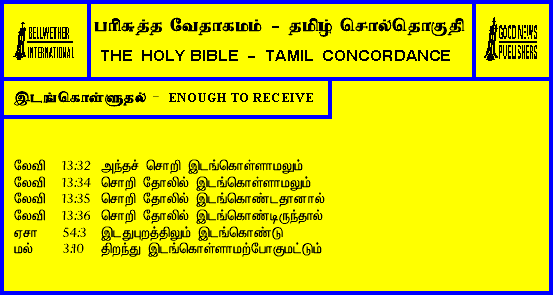 BELLWETHER
INTERNATIONAL
பரிசுத்த வேதாகமம் - தமிழ் சொல்தொகுதி
THE HOLY BIBLE - TAMIL CONCORDANCE
GOOD NEWS
PUBLISHERS
இடங்கொள்ளுதல் - ENOUGH TO RECEIVE
லேவி 13:32 அந்தச் சொறி இடங்கொள்ளாமலும்
லேவி 13:34 சொறி தோலில் இடங்கொள்ளாமலும்
லேவி 13:35 சொறி தோலில் இடங்கொண்டதானால்
லேவி 13:36 சொறி தோலில் இடங்கொண்டிருந்தால்
ஏசா 54:3 இடதுபுறத்திலும் இடங்கொண்டு
மல் 3:10 திறந்து இடங்கொள்ளாமற்போகுமட்டும்